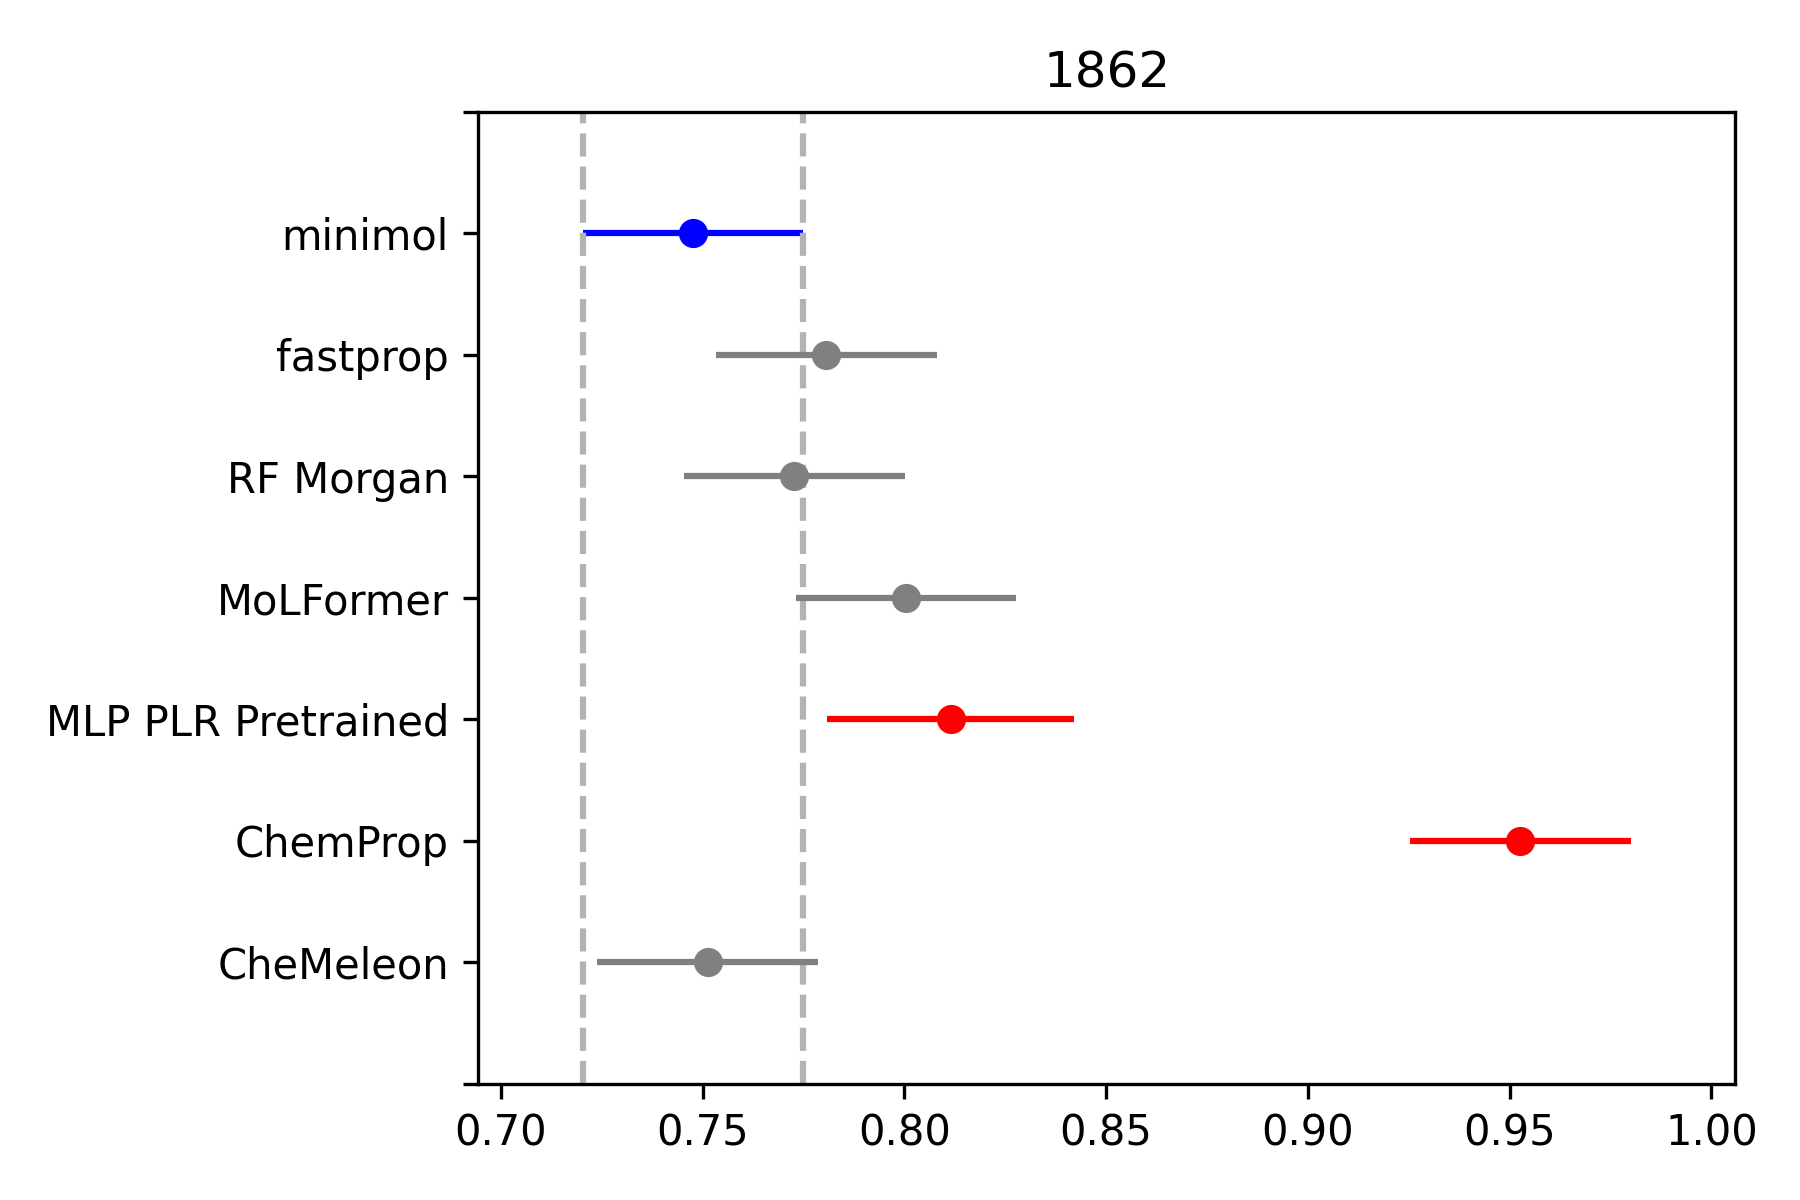 1862
minimol
fastprop
RF Morgan
MoLFormer
MLP PLR Pretrained
ChemProp
CheMeleon
0.70 0.75 0.80 0.85 0.90 0.95 1.00